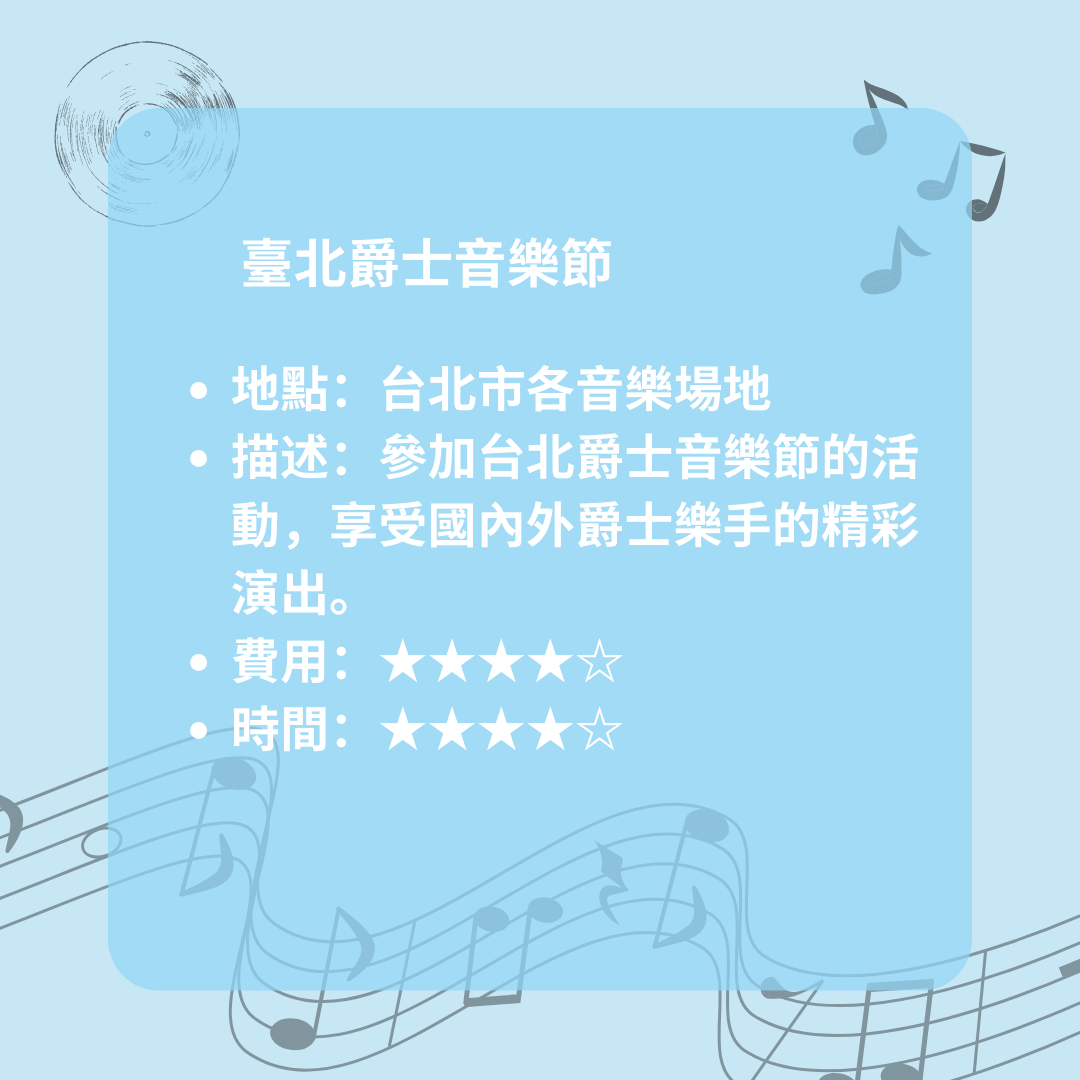 臺北爵士音樂節
• 地點：台北市各音樂場地
• 描述：參加台北爵士音樂節的活
動，享受國內外爵士樂手的精彩
演出。
• 費用：★★★★☆
• 時間：★★★★☆